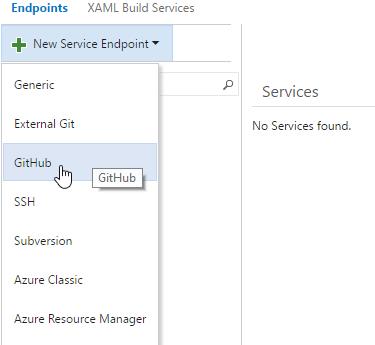 Endpoints XAML Build Services
New Service Endpoint
Services
No Services found.
Generic
External Git
GitHub
GitHub
SSH
Subversion
Azure Classic
Azure Resource Manager